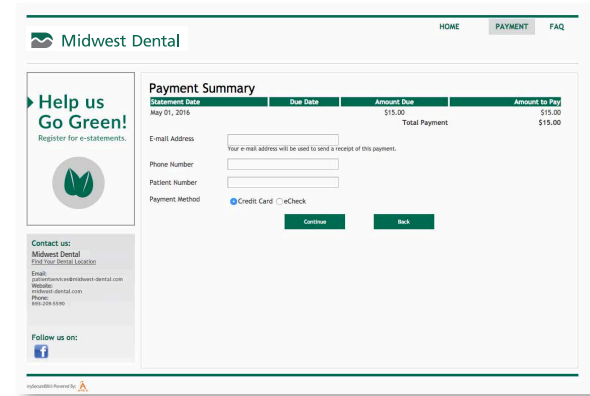 HOME PAYMENT FAQ
Midwest Dental
Help us
Go Green!
Register for e-statements.
Payment Summary
Statement Date Due Date Amount Due Amount to Pay
May 01, 2016 $15.00 $15.00
Total Payment $15.00
E-mail Address
Your e-mail address will be used to send a receipt of this payment.
Phone Number
Patient Number
Payment Method Credit Card eCheck
Continue Back
Contact us:
Midwest Dental
Find Your Dental Location
Email:
patientservices@midwest-dental.com
Website:
midwest-dental.com
Phone:
Follow us on:
Powered By: